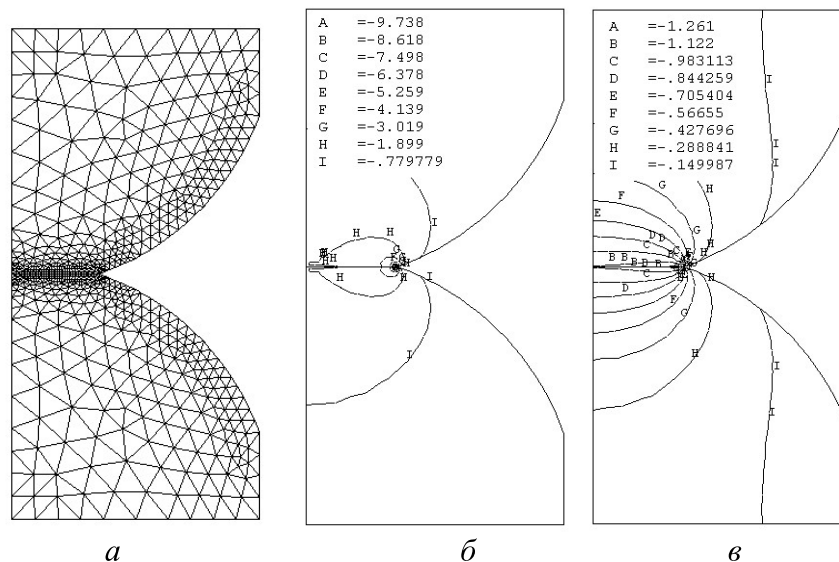 A =-9.738
B =-8.618
C =-7.498
D =-6.378
E =-5.259
F =-4.139
G =-3.019
H =-1.899
I =-.779779
A =-1.261
B =-1.122
C =-.983113
D =-.844259
E =-.705404
F =-.56655
G =-.427696
H =-.288841
I =-.149987
H H
I
G
H
H H
I
I
I
I
I
G H
F
E
G
D D
C
H
B B B B B
C
D
H
F
G
H
I
I
а б в